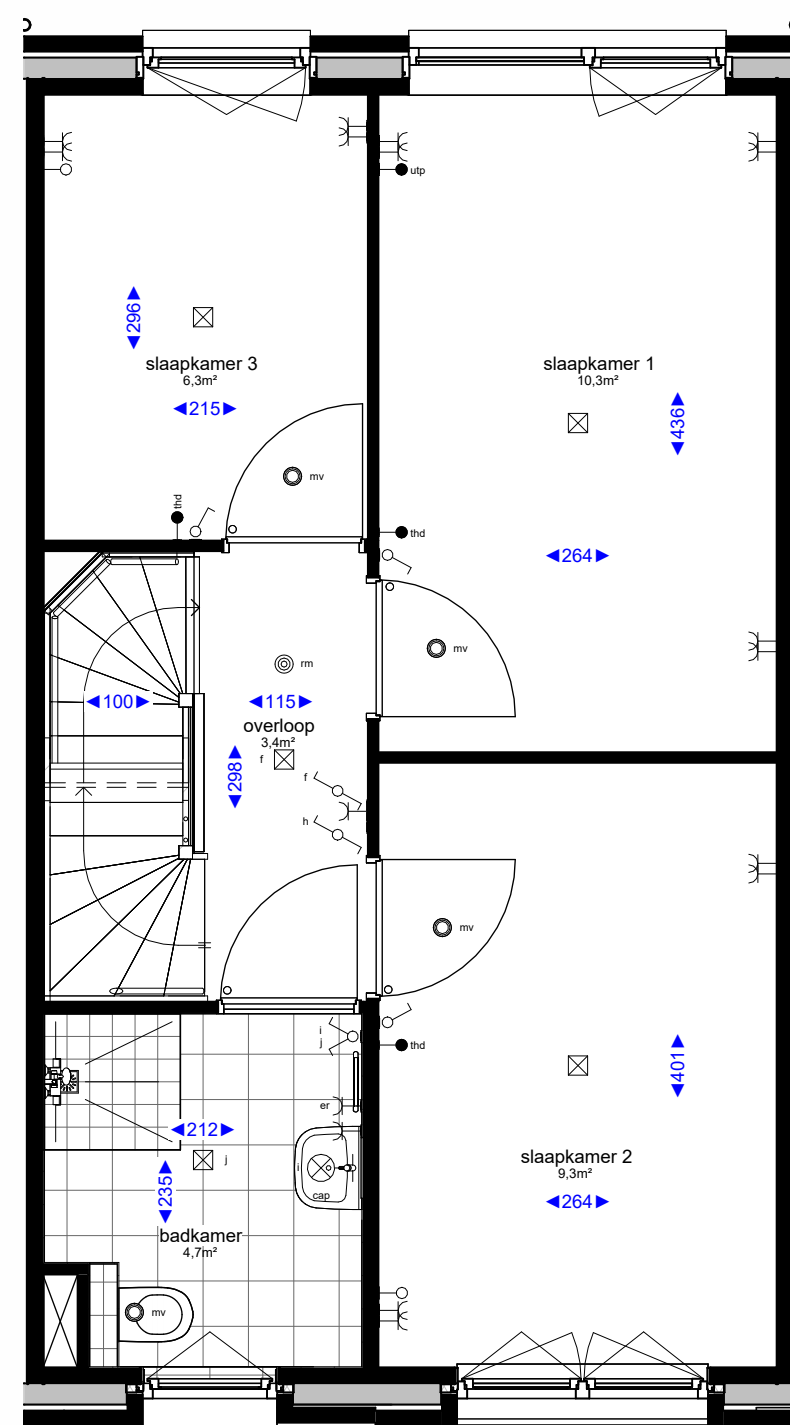 utp
296
slaapkamer 3
6,3m²
215
slaapkamer 1
10,3m²
436
mv
thd
thd
264
mv
rm
100
115
overloop
3,4m²
f
298
f
h
mv
i
j
thd
er
212
j
235
i
cap
badkamer
4,7m²
mv
401
slaapkamer 2
9,3m²
264